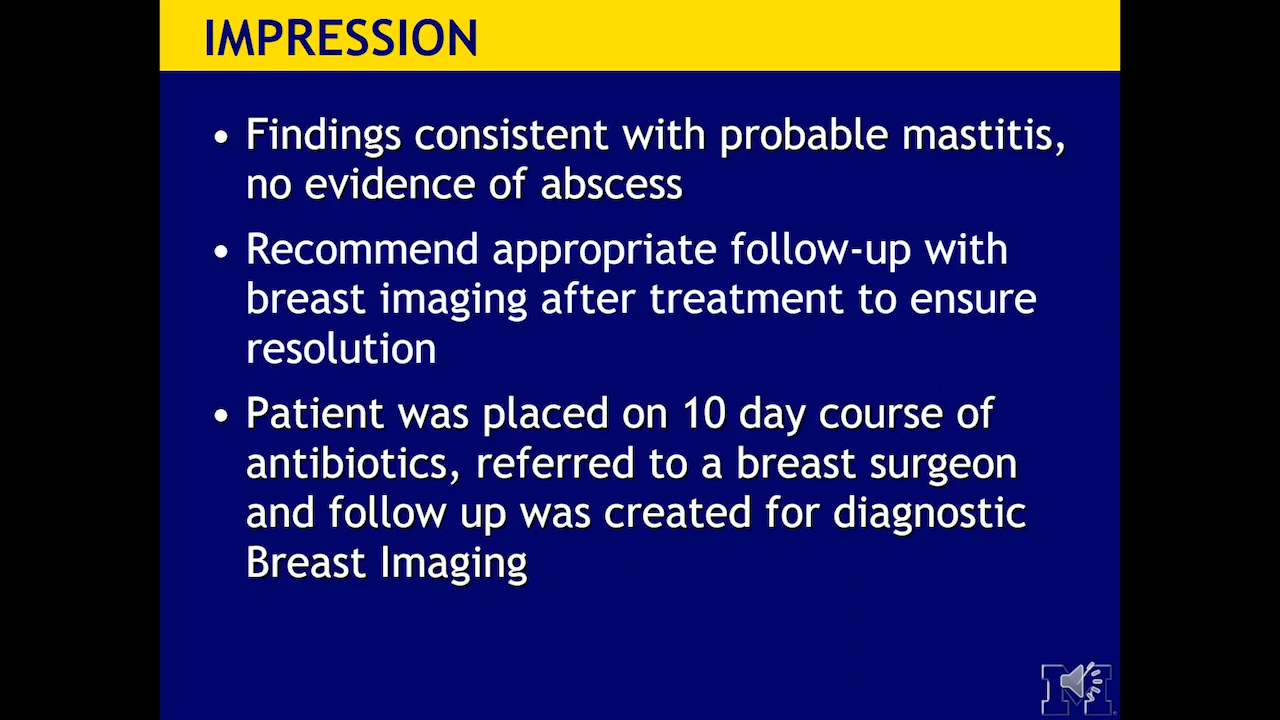 IMPRESSION
• Findings consistent with probable mastitis,
no evidence of abscess
• Recommend appropriate follow-up with
breast imaging after treatment to ensure
resolution
• Patient was placed on 10 day course of
antibiotics, referred to a breast surgeon
and follow up was created for diagnostic
Breast Imaging
M